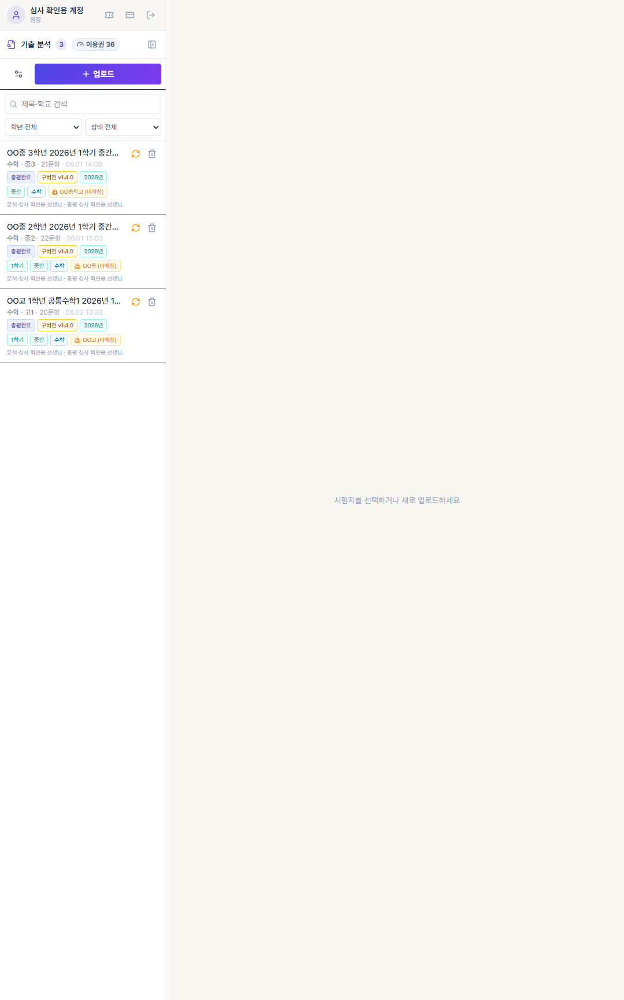 심사 확인용 계정
원장
기출 분석 3 이용권 36
업로드
제목·학교 검색
학년 전체 상태 전체
OO중 3학년 2026년 1학기 중간...
수학 · 중3 · 21문항 · 06.01 14:08
총평완료 구버전 v1.4.0 2026년
중간 수학 OO중학교 (미매칭)
분석 심사 확인용 선생님 · 총평 심사 확인용 선생님
OO중 2학년 2026년 1학기 중간...
수학 · 중2 · 22문항 · 06.01 15:03
총평완료 구버전 v1.4.0 2026년
1학기 중간 수학 OO중 (미매칭)
분석 심사 확인용 선생님 · 총평 심사 확인용 선생님
OO고 1학년 공통수학1 2026년 1...
수학 · 고1 · 20문항 · 06.02 13:32
총평완료 구버전 v1.4.0 2026년
1학기 중간 수학 OO고 (미매칭)
분석 심사 확인용 선생님 · 총평 심사 확인용 선생님
시험지를 선택하거나 새로 업로드하세요